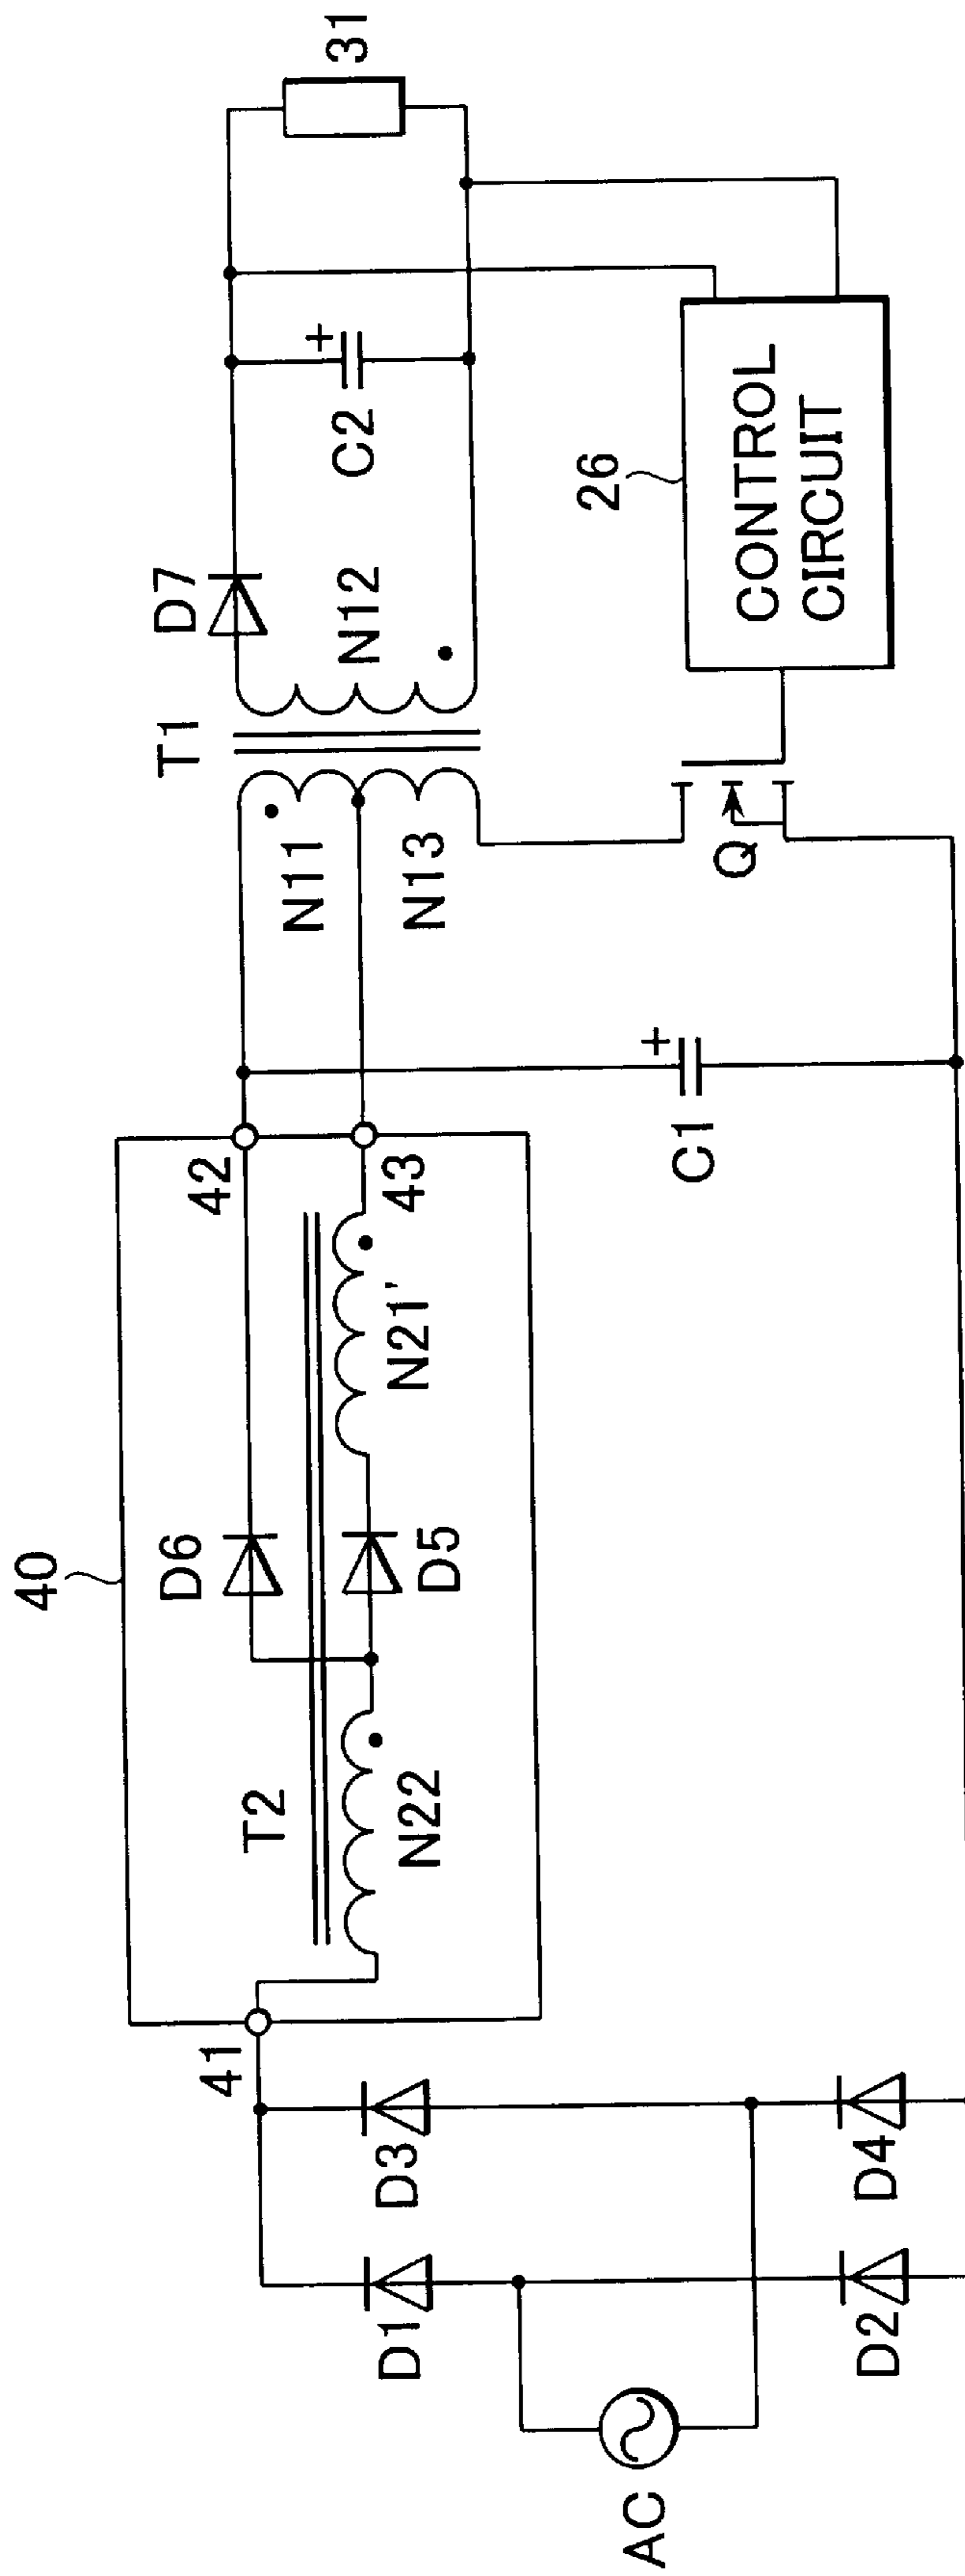 40
T1
D7
31
D6
42
N11
N12
C2
T2
41
43
N13
N22
D5
N21'
26
D3
D1
AC
C1
Q
CONTROL
CIRCUIT
D4
D2